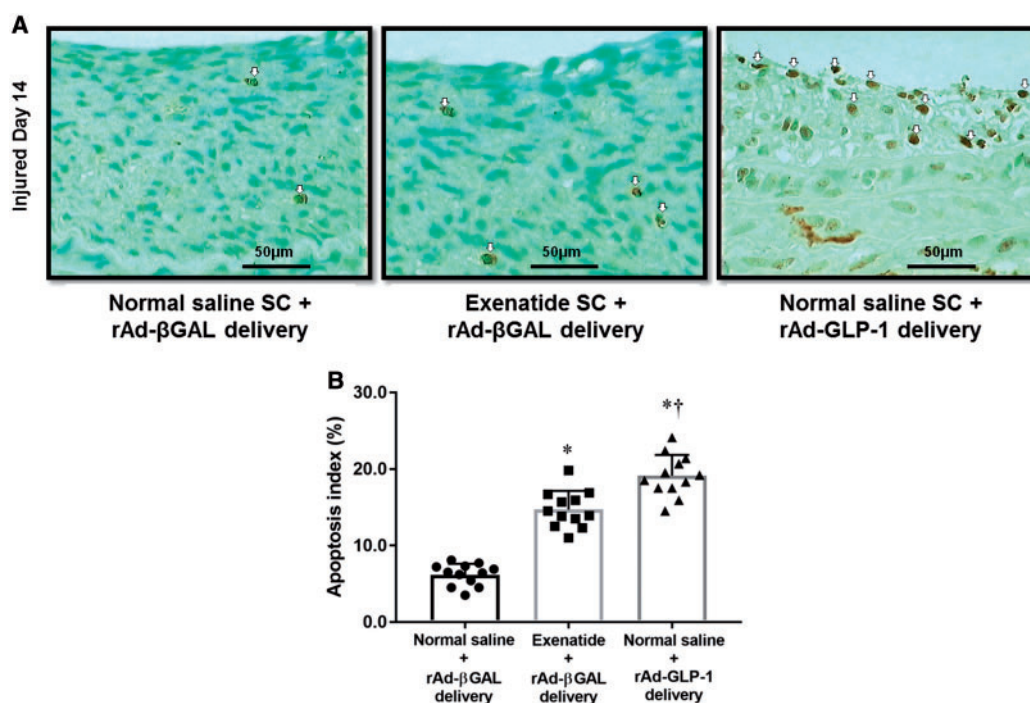 A
Injured Day 14
50µm
50µm
50µm
Normal saline SC +
rAd-βGAL delivery
Exenatide SC +
rAd-βGAL delivery
Normal saline SC +
rAd-GLP-1 delivery
B
Apoptosis index (%)
30.0
20.0
10.0
0.0
*
*†
Normal saline
+
rAd-βGAL
delivery
Exenatide
+
rAd-βGAL
delivery
Normal saline
+
rAd-GLP-1
delivery